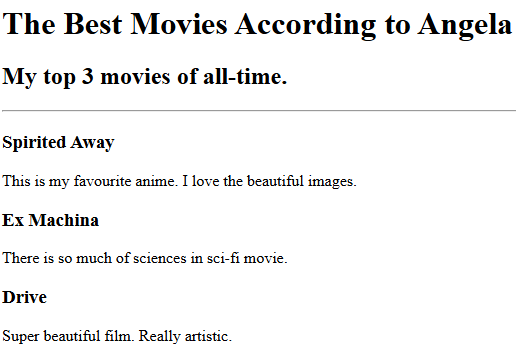 The Best Movies According to Angela
My top 3 movies of all-time.
Spirited Away
This is my favourite anime. I love the beautiful images.
Ex Machina
There is so much of sciences in sci-fi movie.
Drive
Super beautiful film. Really artistic.